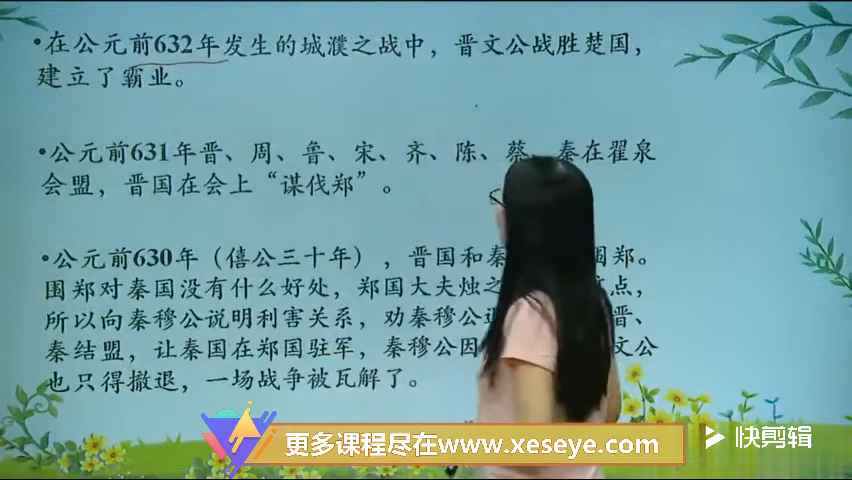 •在公元前632年发生的城濮之战中，晋文公战胜楚国，
建立了霸业。
•公元前631年晋、周、鲁、宋、齐、陈、蔡、秦在翟泉
会盟，晋国在会上“谋伐郑”。
•公元前630年（僖公三十年），晋国和秦 围郑。
围郑对秦国没有什么好处，郑国大夫烛之 点，
所以向秦穆公说明利害关系，劝秦穆公 晋、
秦结盟，让秦国在郑国驻军，秦穆公因 文公
也只得撤退，一场战争被瓦解了。
更多课程尽在www.xeseye.com
快剪辑